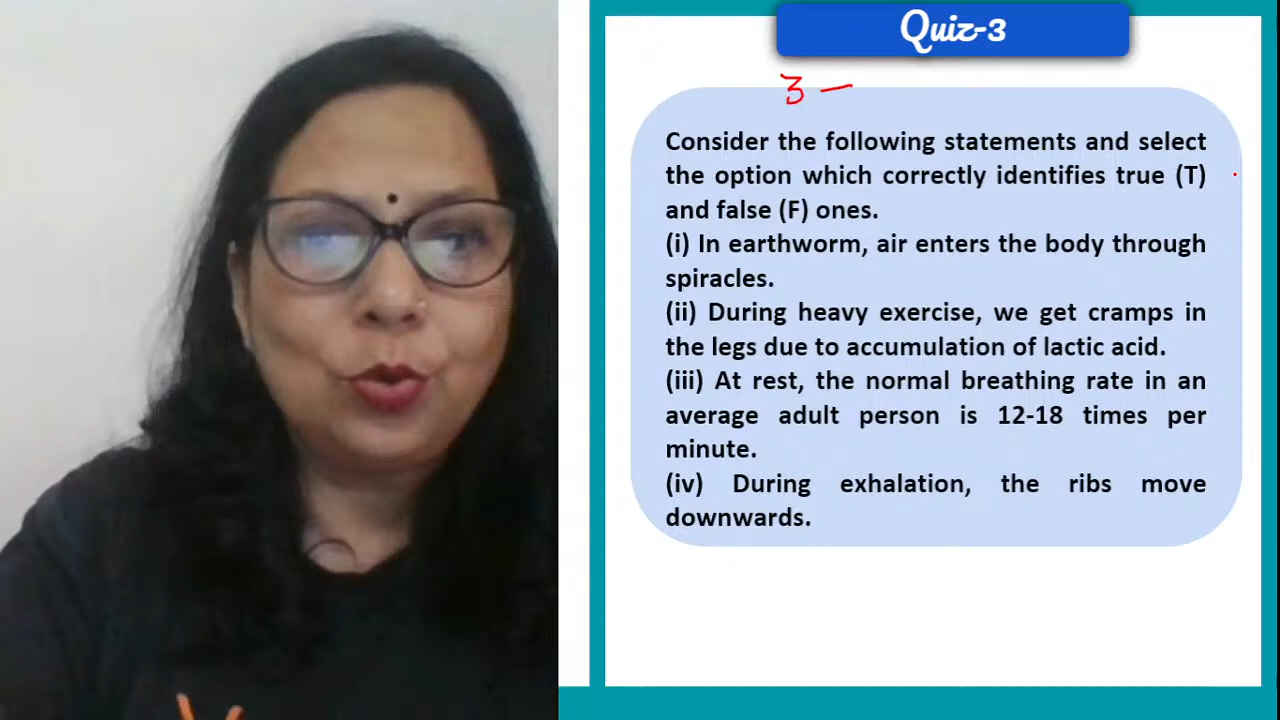 Quiz-3
3 —
Consider the following statements and select
the option which correctly identifies true (T)
and false (F) ones.
(i) In earthworm, air enters the body through
spiracles.
(ii) During heavy exercise, we get cramps in
the legs due to accumulation of lactic acid.
(iii) At rest, the normal breathing rate in an
average adult person is 12-18 times per
minute.
(iv) During exhalation, the ribs move
downwards.